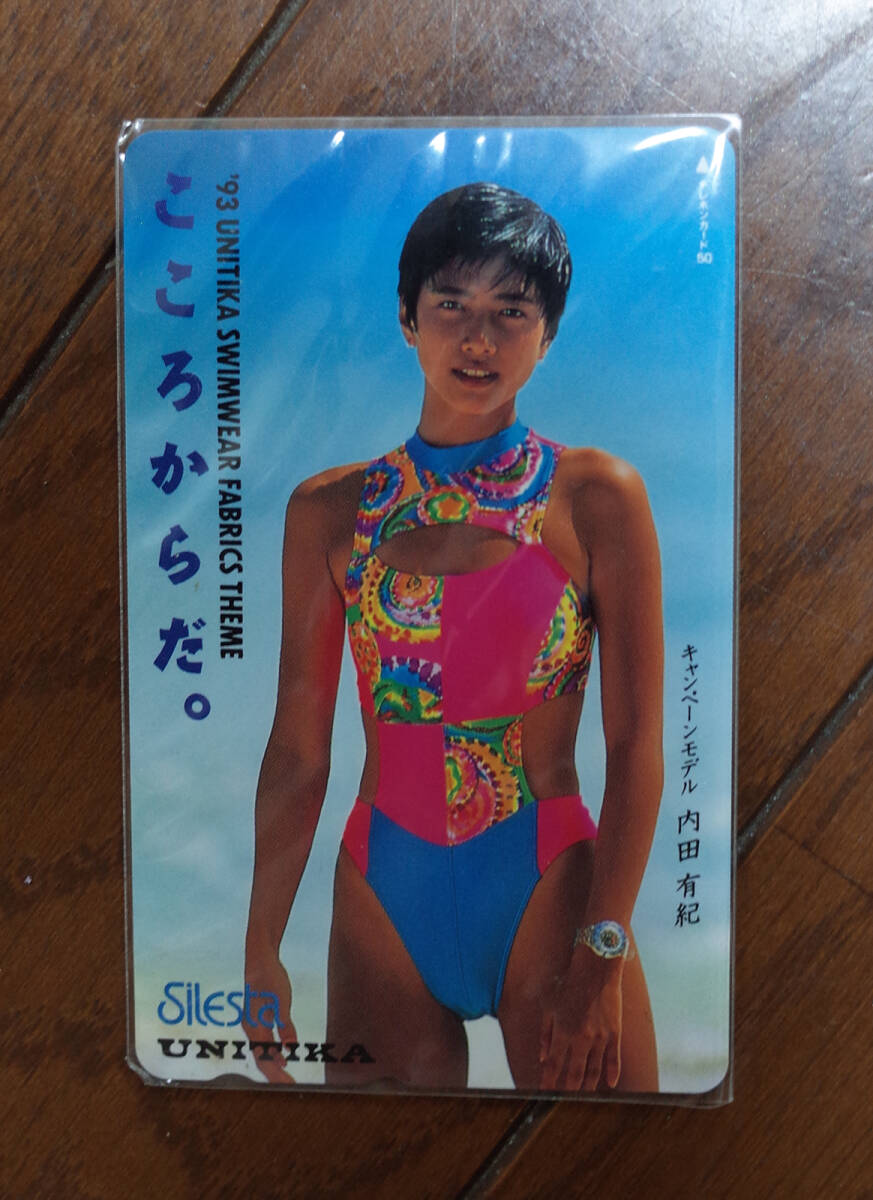 こころからだ。
'93 UNITIKA SWIMWEAR FABRICS THEME
テレホンカード 50
キャンペーンモデル 内田 有紀
Silesta
UNITIKA